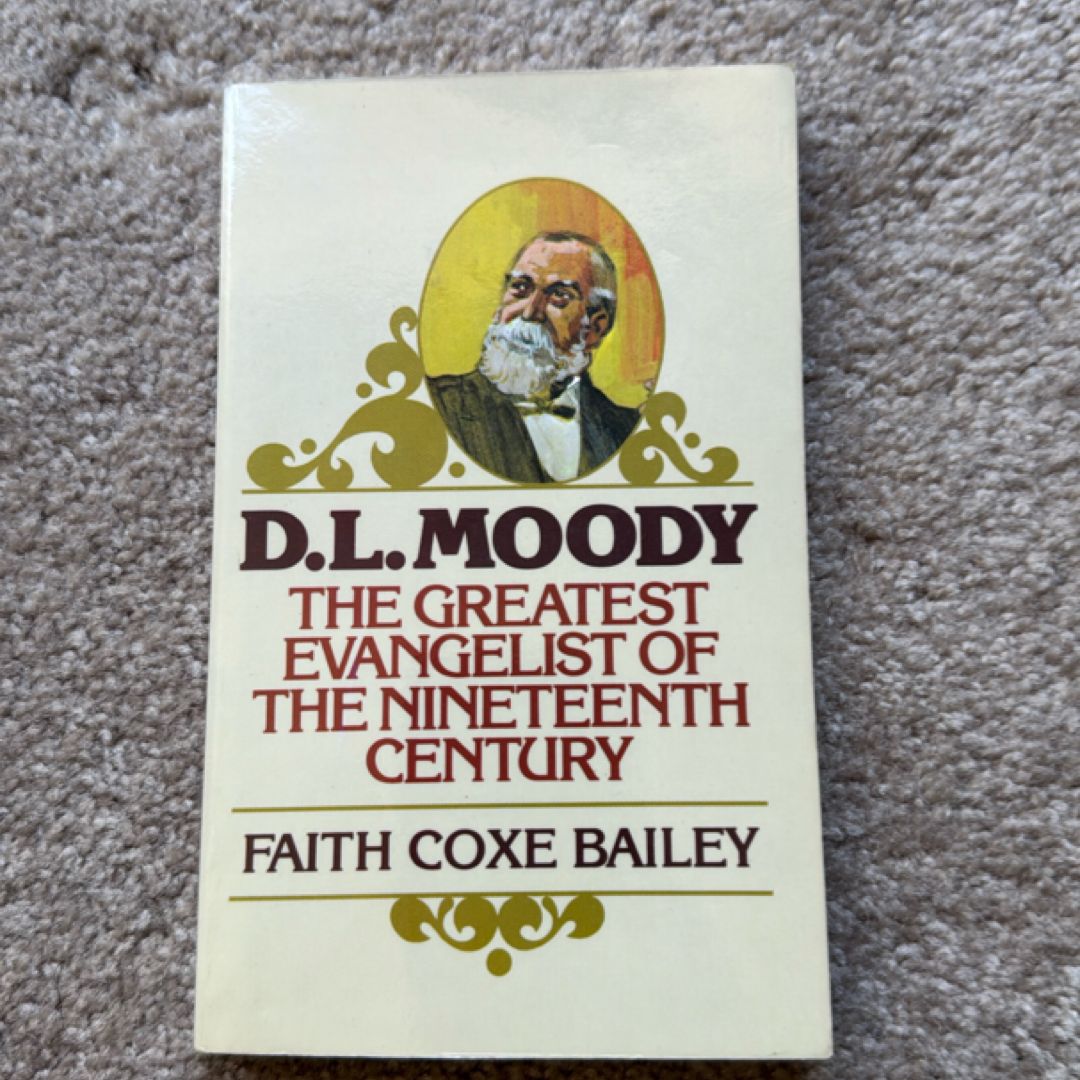 D.L. MOODY
THE GREATEST
EVANGELIST OF
THE NINETEENTH
CENTURY
FAITH COXE BAILEY